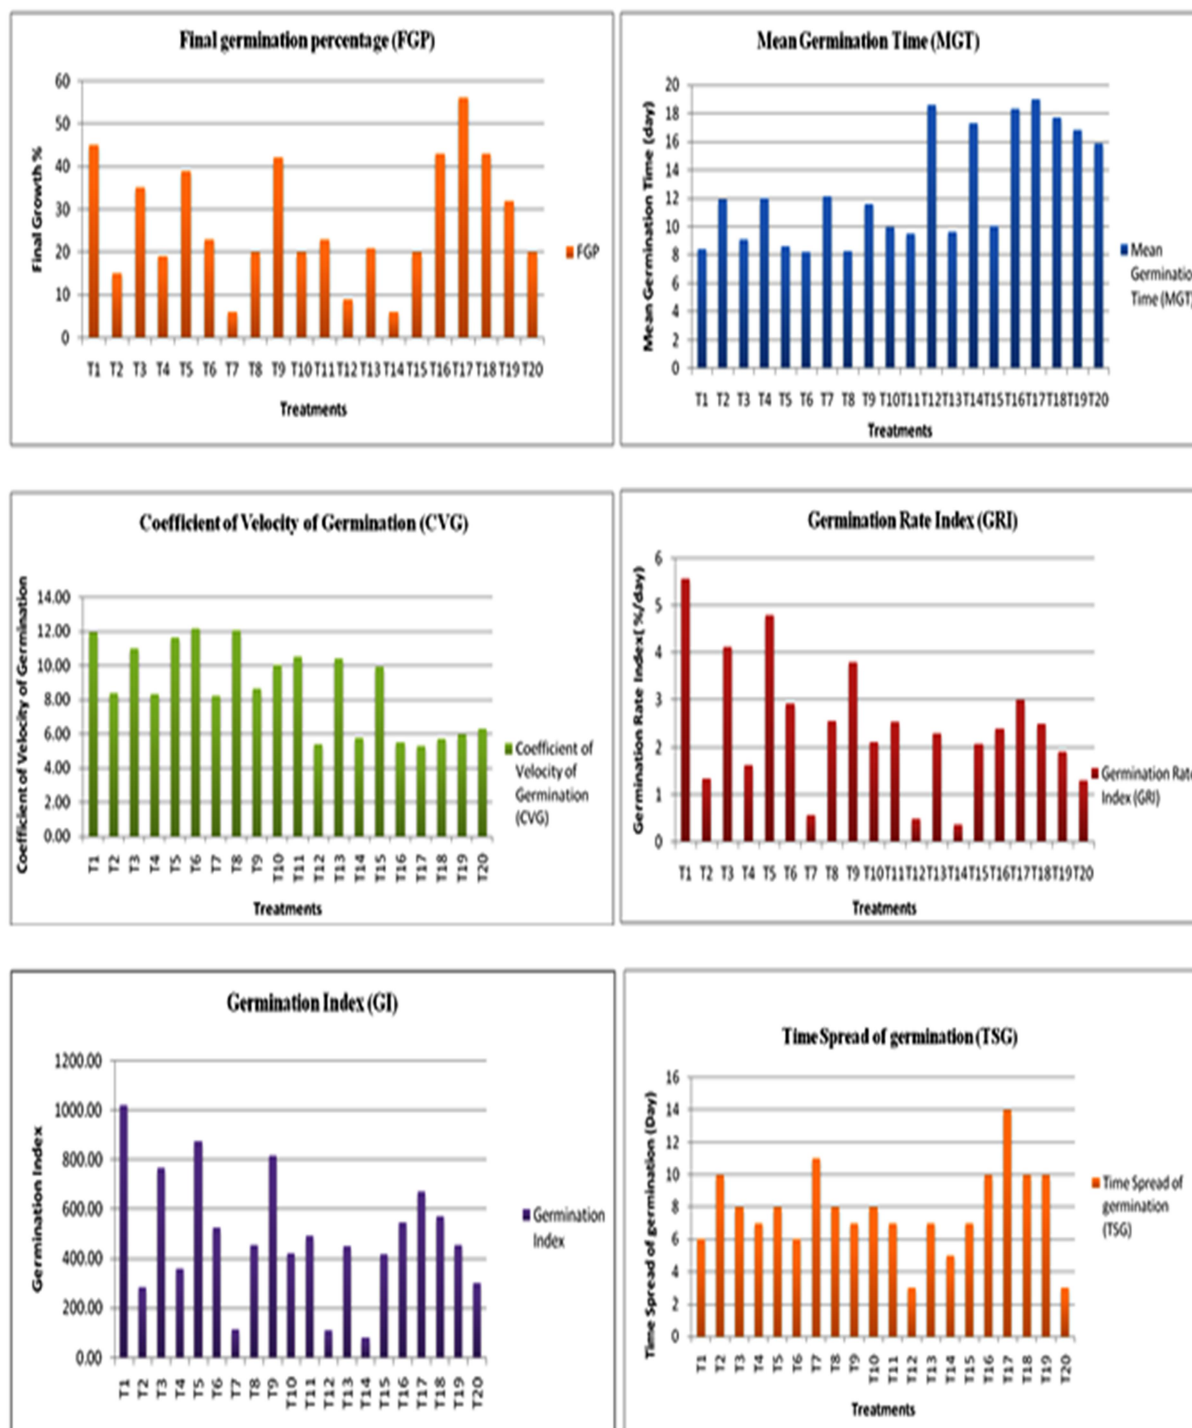 Final germination percentage (FGP)
60
50
40
30
20
10
0
Final Growth %
T1 T2 T3 T4 T5 T6 T7 T8 T9 T10 T11 T12 T13 T14 T15 T16 T17 T18 T19 T20
Treatments
FGP
Mean Germination Time (MGT)
20
18
16
14
12
10
8
6
4
2
0
Mean Germination Time (day)
T1 T2 T3 T4 T5 T6 T7 T8 T9 T10 T11 T12 T13 T14 T15 T16 T17 T18 T19 T20
Treatments
Mean
Germinatio
Time (MGT)
Coefficient of Velocity of Germination (CVG)
14.00
12.00
10.00
8.00
6.00
4.00
2.00
0.00
Coefficient of Velocity of Germination
T1 T2 T3 T4 T5 T6 T7 T8 T9 T10 T11 T12 T13 T14 T15 T16 T17 T18 T19 T20
Treatments
Coefficient of
Velocity of
Germination
(CVG)
Germination Rate Index (GRI)
6
5
4
3
2
1
0
Germination Rate Index( %/day)
T1 T2 T3 T4 T5 T6 T7 T8 T9 T10 T11 T12 T13 T14 T15 T16 T17 T18 T19 T20
Treatments
Germination Rate
Index (GRI)
Germination Index (GI)
1200.00
1000.00
800.00
600.00
400.00
200.00
0.00
Germination Index
T1 T2 T3 T4 T5 T6 T7 T8 T9 T10 T11 T12 T13 T14 T15 T16 T17 T18 T19 T20
Germination
Index
Time Spread of germination (TSG)
16
14
12
10
8
6
4
2
0
Time Spread of germination (Day)
T1 T2 T3 T4 T5 T6 T7 T8 T9 T10 T11 T12 T13 T14 T15 T16 T17 T18 T19 T20
Treatments
Time Spread of
germination
(TSG)